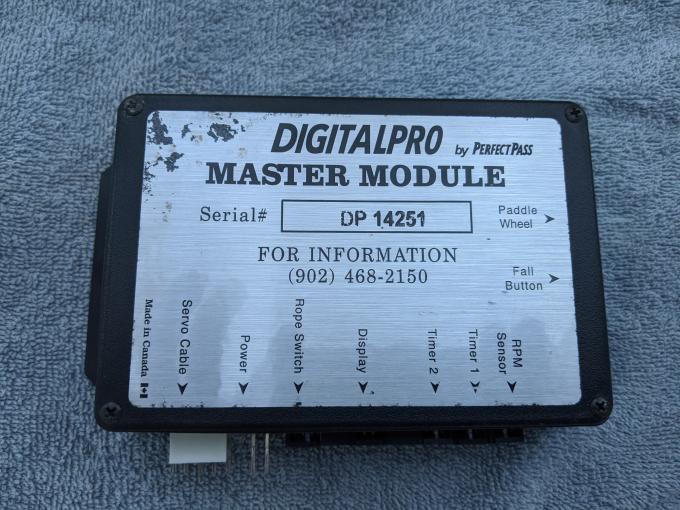 DIGITALPRO by PERFECTPASS
MASTER MODULE
Serial# DP 14251
Paddle
Wheel
FOR INFORMATION
(902) 468-2150
Fall
Button
Made in Canada
Servo Cable
Power
Rope Switch
Display
Timer 2
Timer 1
RPM
Sensor